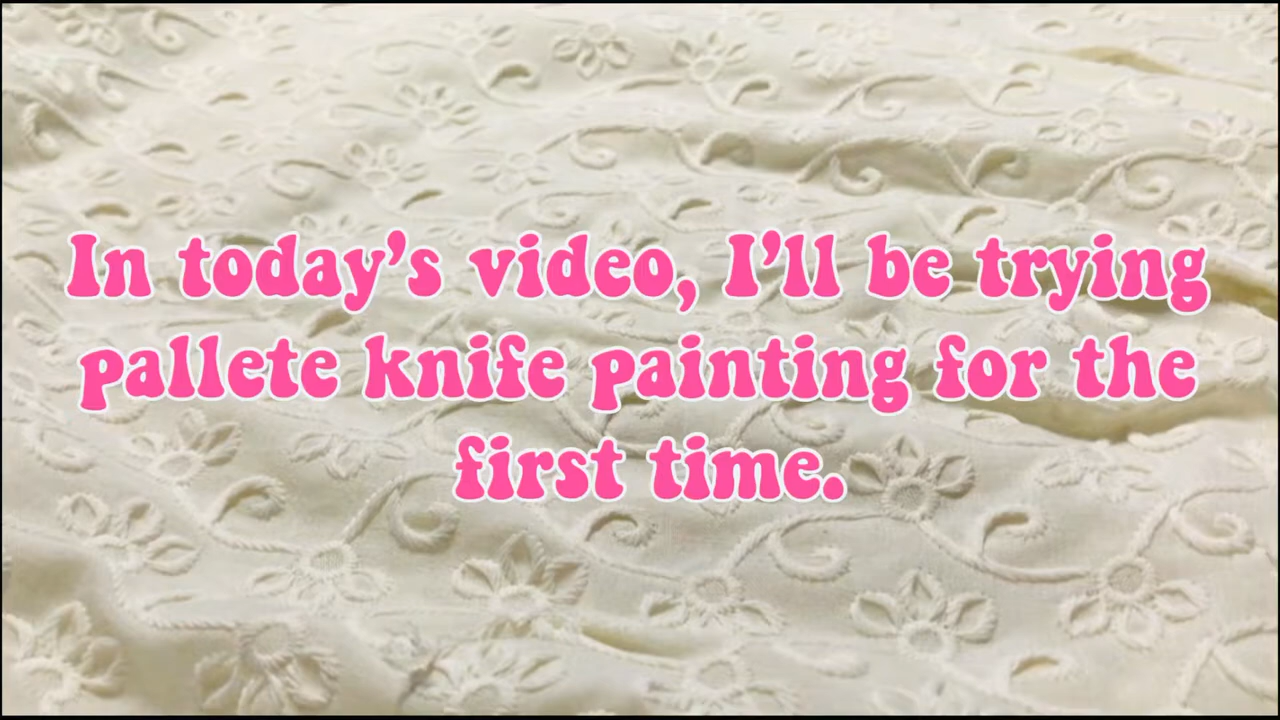 In today’s video, I’ll be trying
pallete knife painting for the
first time.